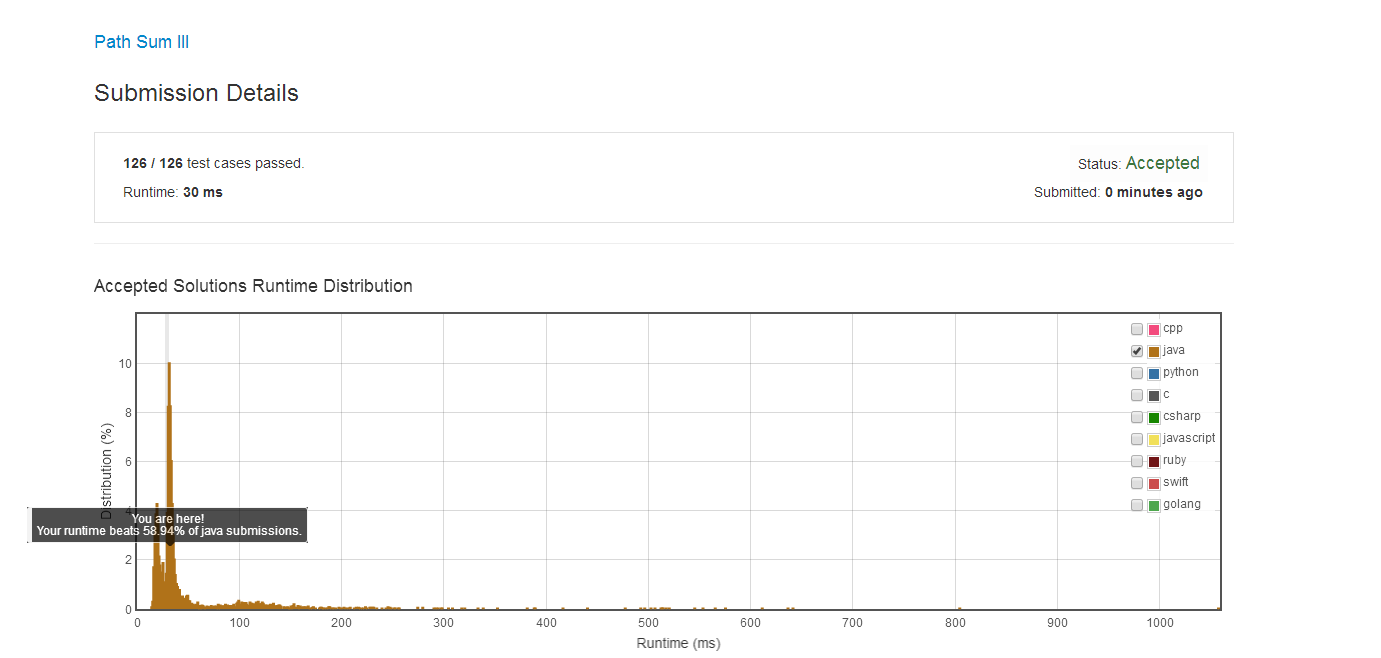 Path Sum III
Submission Details
126 / 126 test cases passed.
Status: Accepted
Runtime: 30 ms
Submitted: 0 minutes ago
Accepted Solutions Runtime Distribution
cpp
java
python
c
csharp
javascript
ruby
swift
golang
Distribution (%)
10
8
6
4
2
0
You are here!
Your runtime beats 58.94% of java submissions.
0 100 200 300 400 500 600 700 800 900 1000
Runtime (ms)